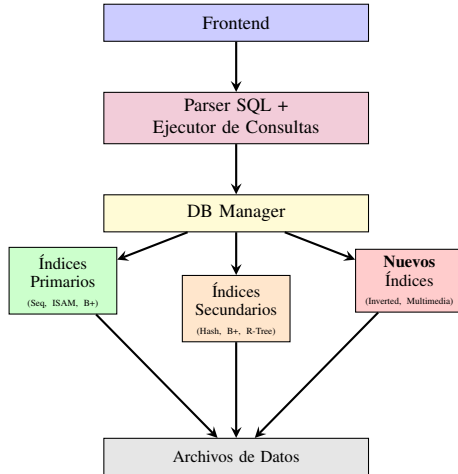 Frontend
Parser SQL +
Ejecutor de Consultas
DB Manager
Índices
Primarios
(Seq, ISAM, B+)
Índices
Secundarios
(Hash, B+, R-Tree)
Nuevos
Índices
(Inverted, Multimedia)
Archivos de Datos